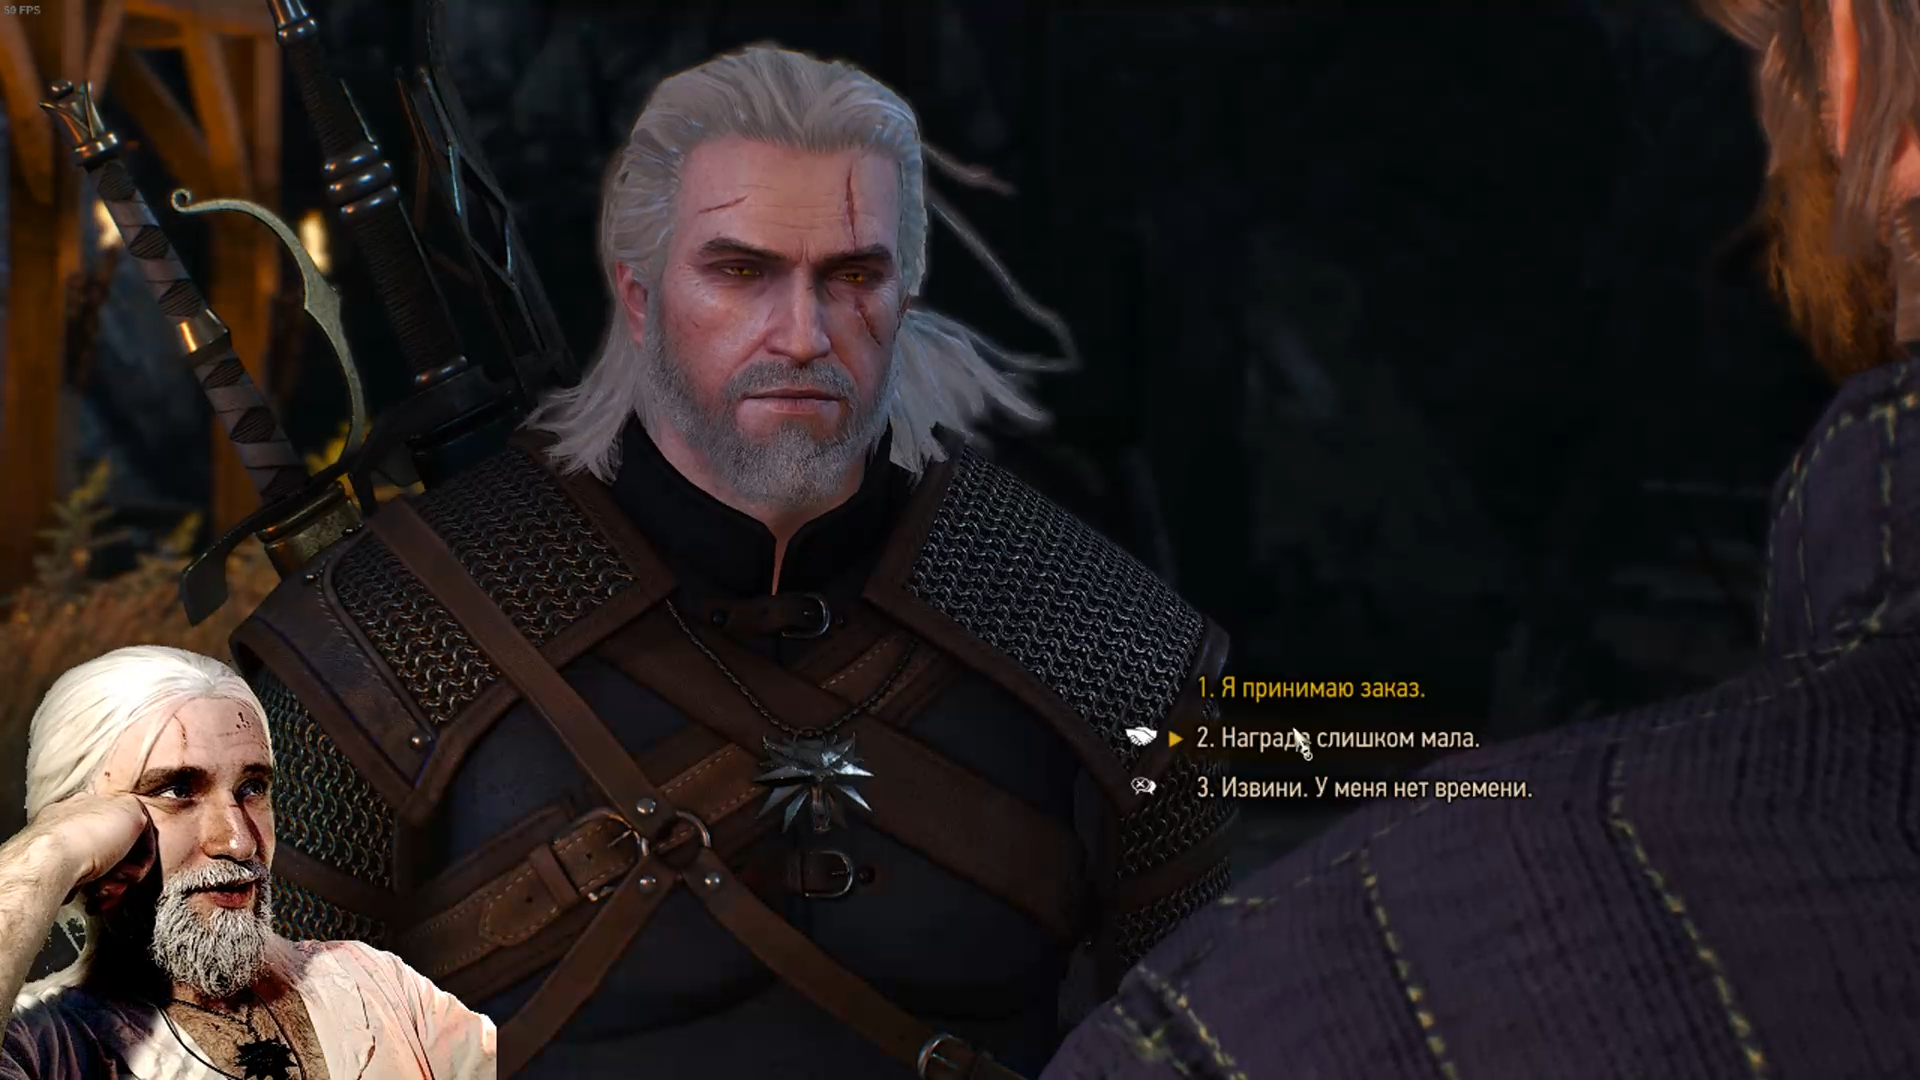 59 FPS
1. Я принимаю заказ.
2. Награда слишком мала.
3. Извини. У меня нет времени.